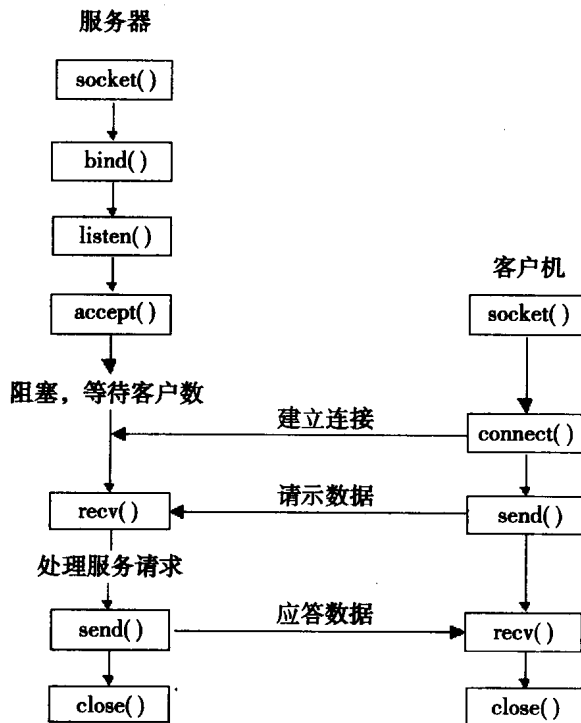 服务器
socket( )
bind( )
listen( )
accept( )
阻塞，等待客户数
recv( )
处理服务请求
send( )
close( )
客户机
socket( )
connect( )
send( )
recv( )
close( )
建立连接
请示数据
应答数据